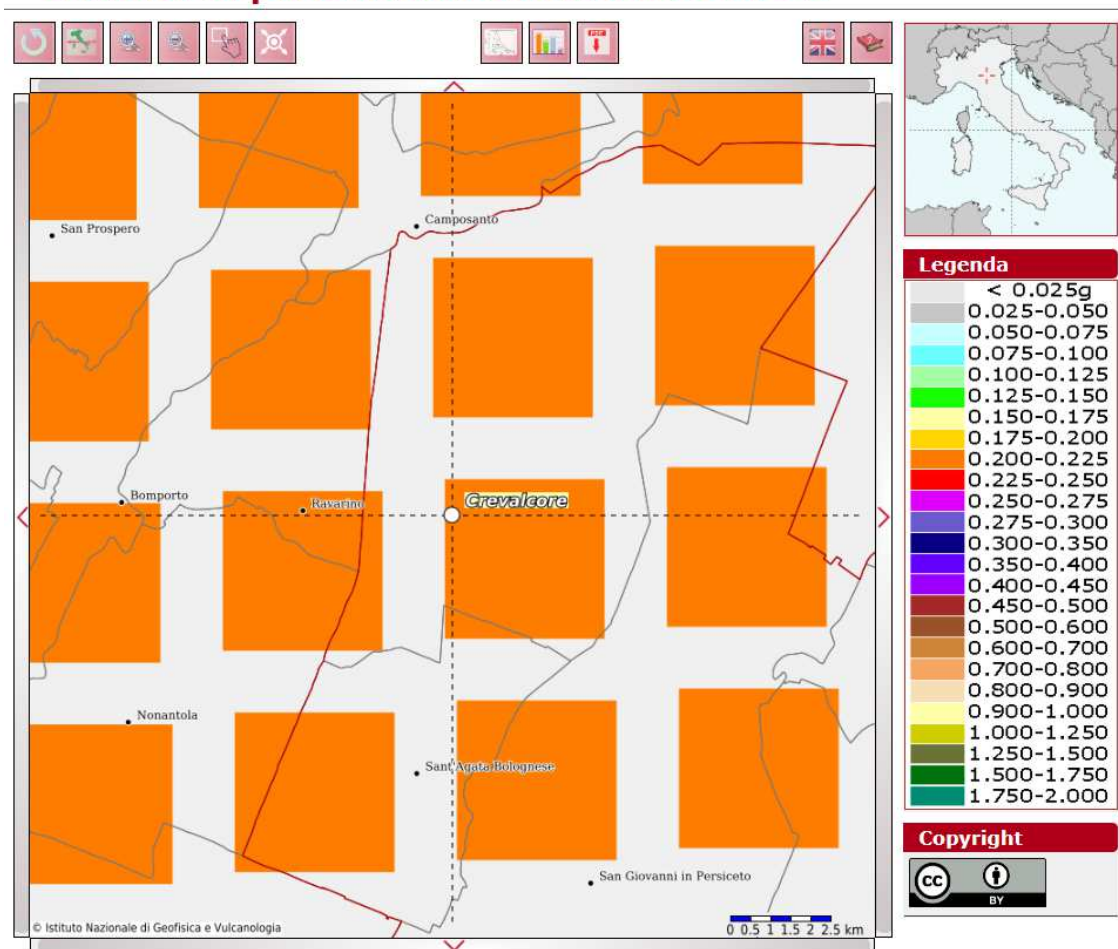 PDF
San Prospero
Camposanto
Bomporto
Ravarino
Crevalcore
Nonantola
Sant'Agata Bolognese
San Giovanni in Persiceto
© Istituto Nazionale di Geofisica e Vulcanologia
0 0.5 1 1.5 2 2.5 km
Legenda
< 0.025g
0.025-0.050
0.050-0.075
0.075-0.100
0.100-0.125
0.125-0.150
0.150-0.175
0.175-0.200
0.200-0.225
0.225-0.250
0.250-0.275
0.275-0.300
0.300-0.350
0.350-0.400
0.400-0.450
0.450-0.500
0.500-0.600
0.600-0.700
0.700-0.800
0.800-0.900
0.900-1.000
1.000-1.250
1.250-1.500
1.500-1.750
1.750-2.000
Copyright
cc
BY